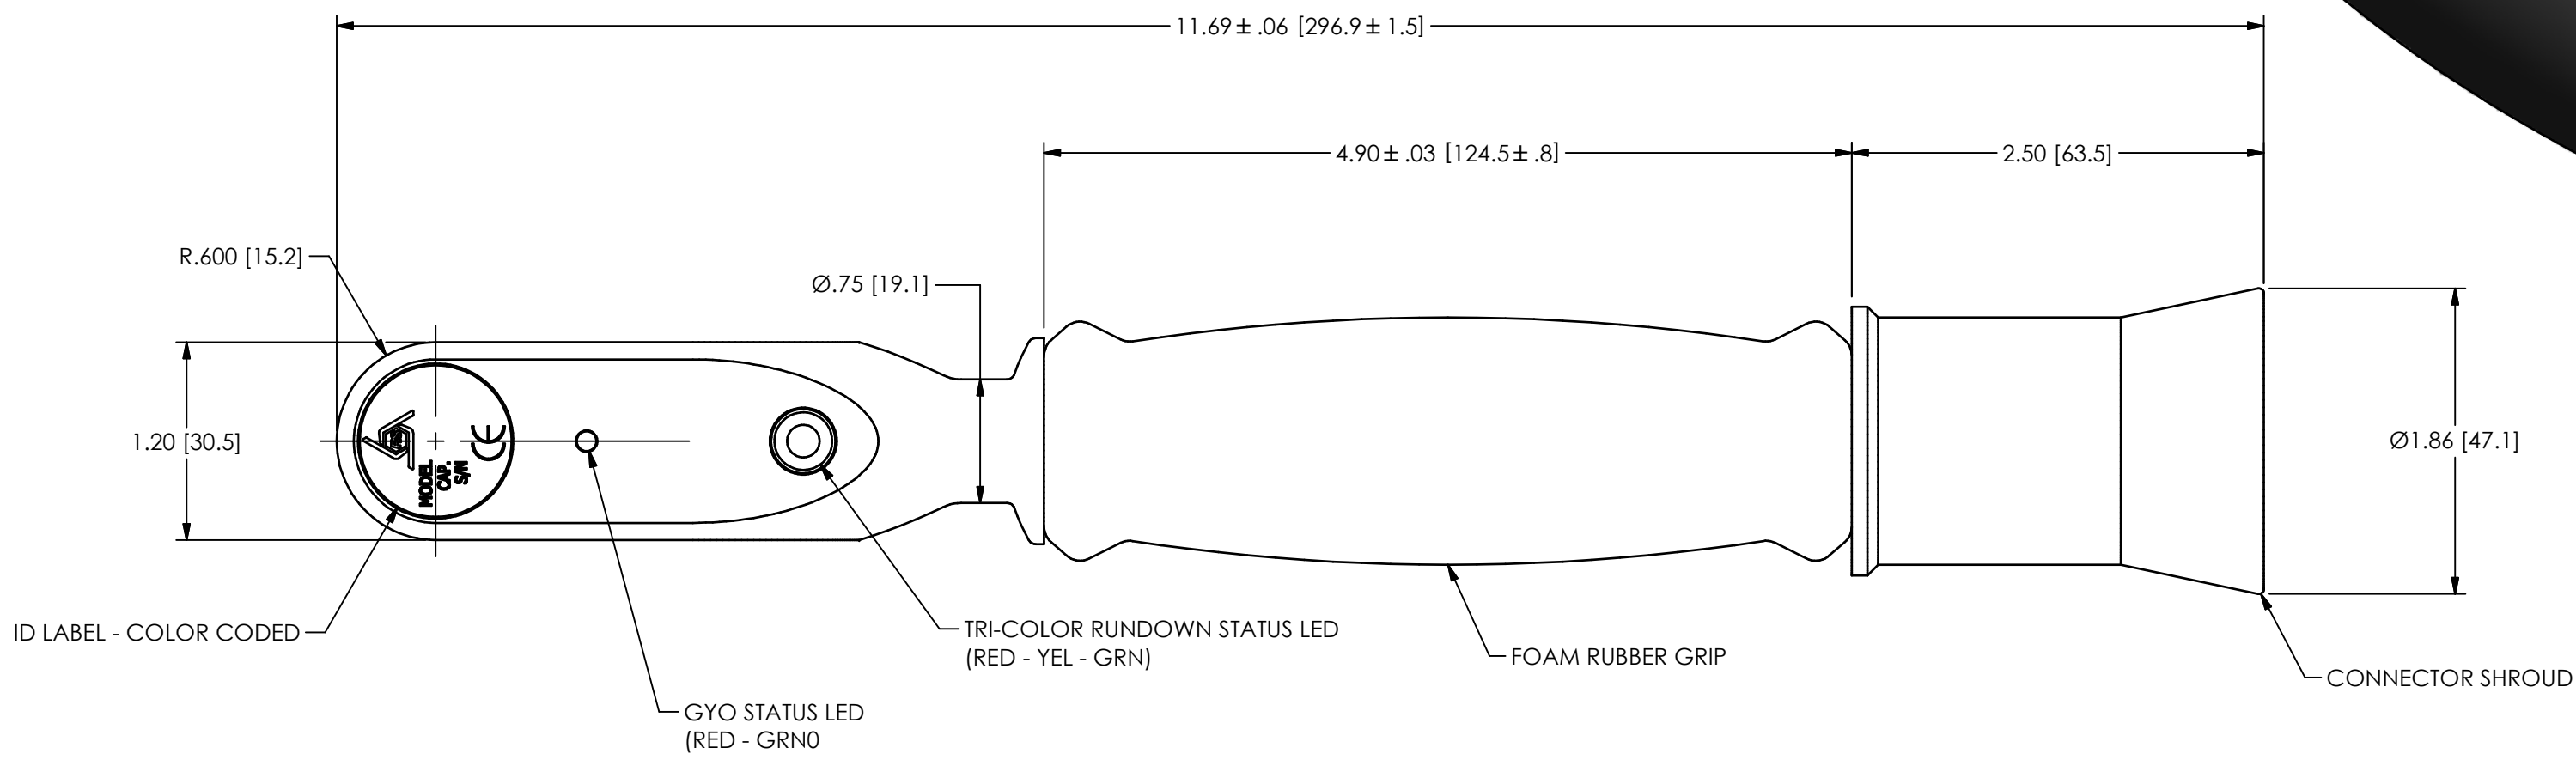 11.69± .06 [296.9± 1.5]
4.90± .03 [124.5± .8]
2.50 [63.5]
R.600 [15.2]
Ø.75 [19.1]
1.20 [30.5]
Ø1.86 [47.1]
MODEL
CAP.
S/N
CE
ID LABEL - COLOR CODED
TRI-COLOR RUNDOWN STATUS LED
(RED - YEL - GRN)
GYO STATUS LED
(RED - GRN0
FOAM RUBBER GRIP
CONNECTOR SHROUD